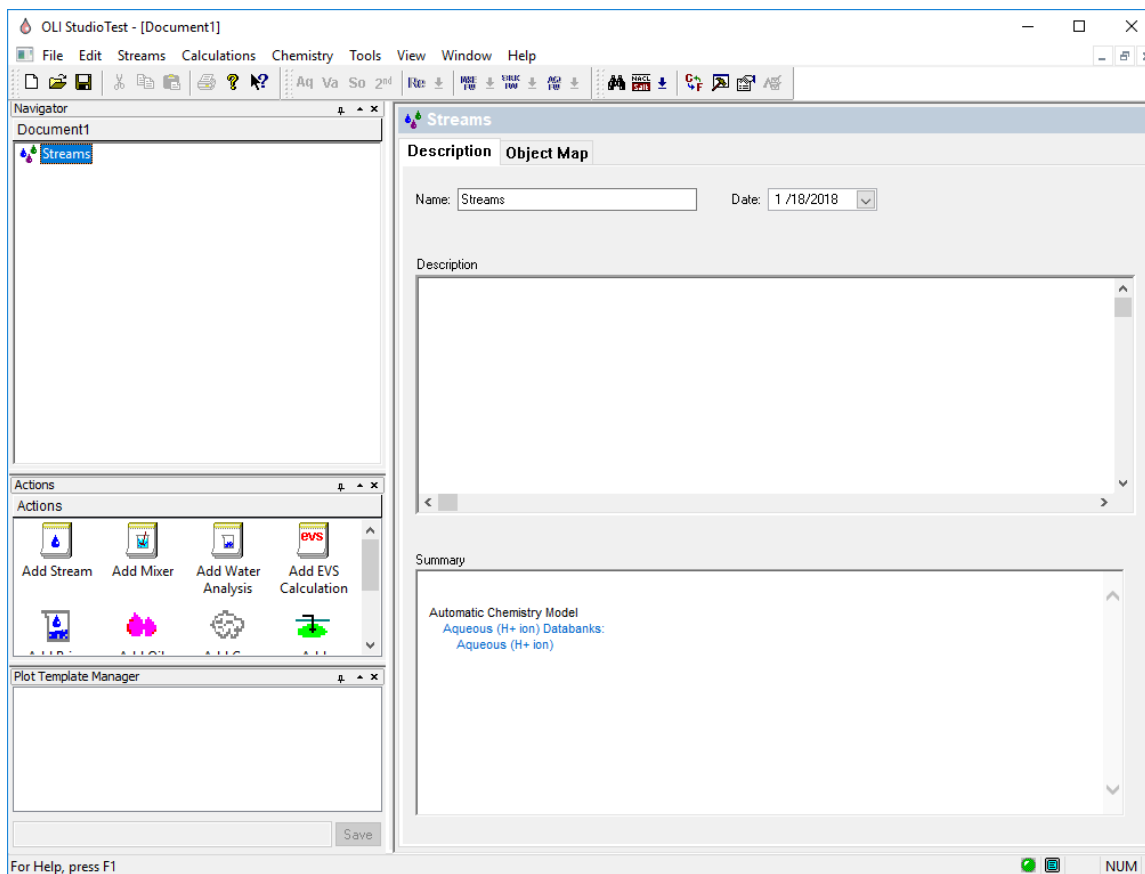 OLI StudioTest - [Document1]
File Edit Streams Calculations Chemistry Tools View Window Help
Aq Va So 2nd Re
Navigator
Document1
Streams
Streams
Description Object Map
Name: Streams Date: 1 /18/2018
Description
Actions
Actions
Add Stream Add Mixer Add Water Analysis Add EVS Calculation
evs
Summary
Automatic Chemistry Model
Aqueous (H+ ion) Databanks:
Aqueous (H+ ion)
Plot Template Manager
Save
For Help, press F1 NUM